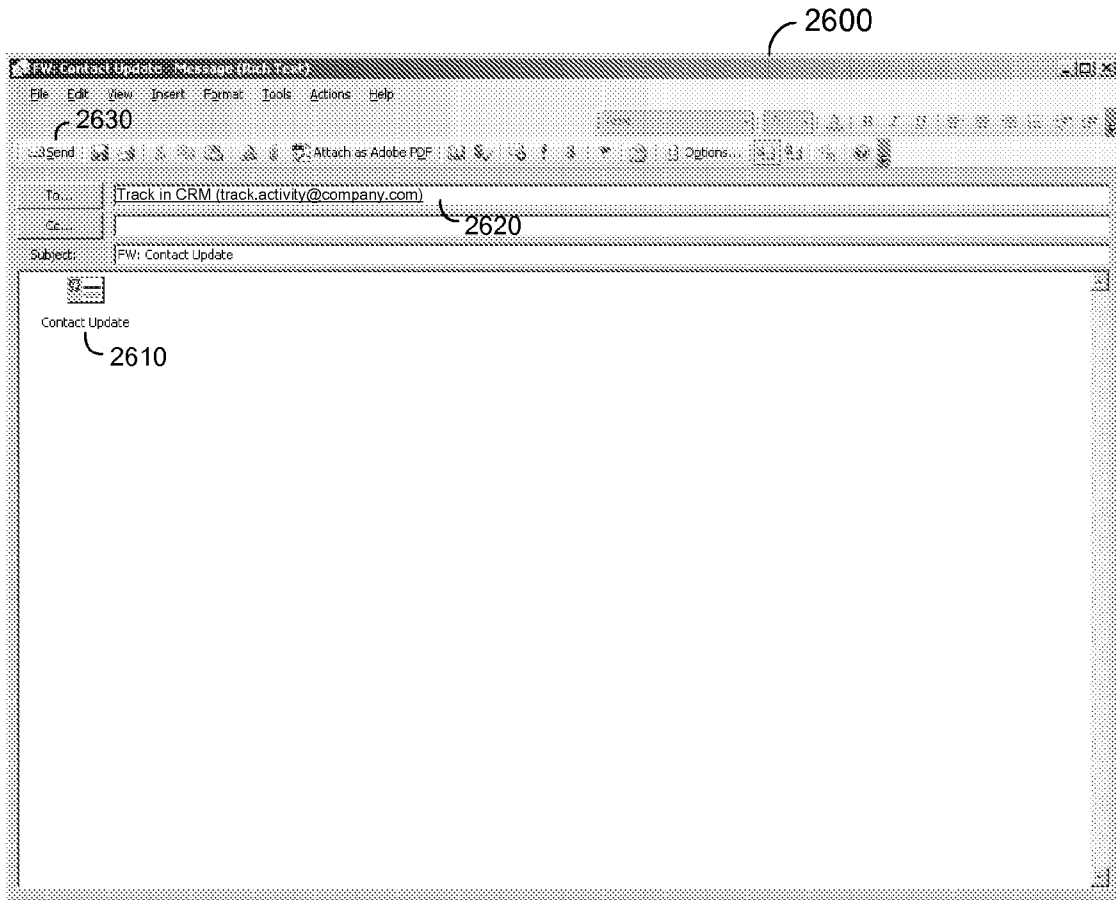 2600
FW: Contact Update - Message (Rich Text)
File Edit View Insert Format Tools Actions Help
2630
Send Attach as Adobe PDF Options...
To... Track in CRM (track.activity@company.com)
2620
Cc...
Subject: FW: Contact Update
Contact Update
2610